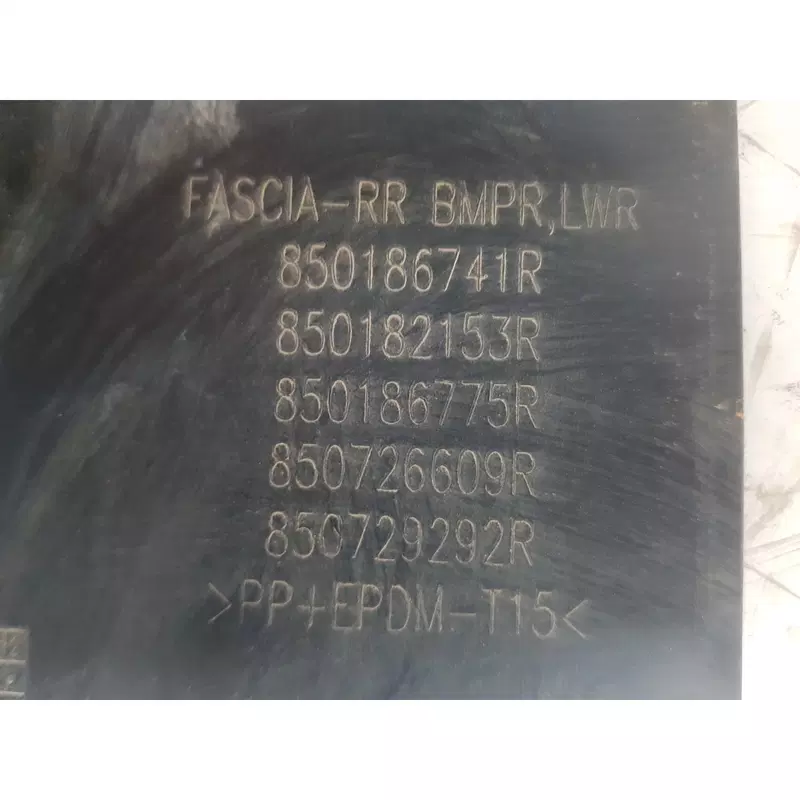 FASCIA-RR BMPR,LWR
850186741R
850182153R
850186775R
850726609R
850729292R
>PP+EPDM-T15<